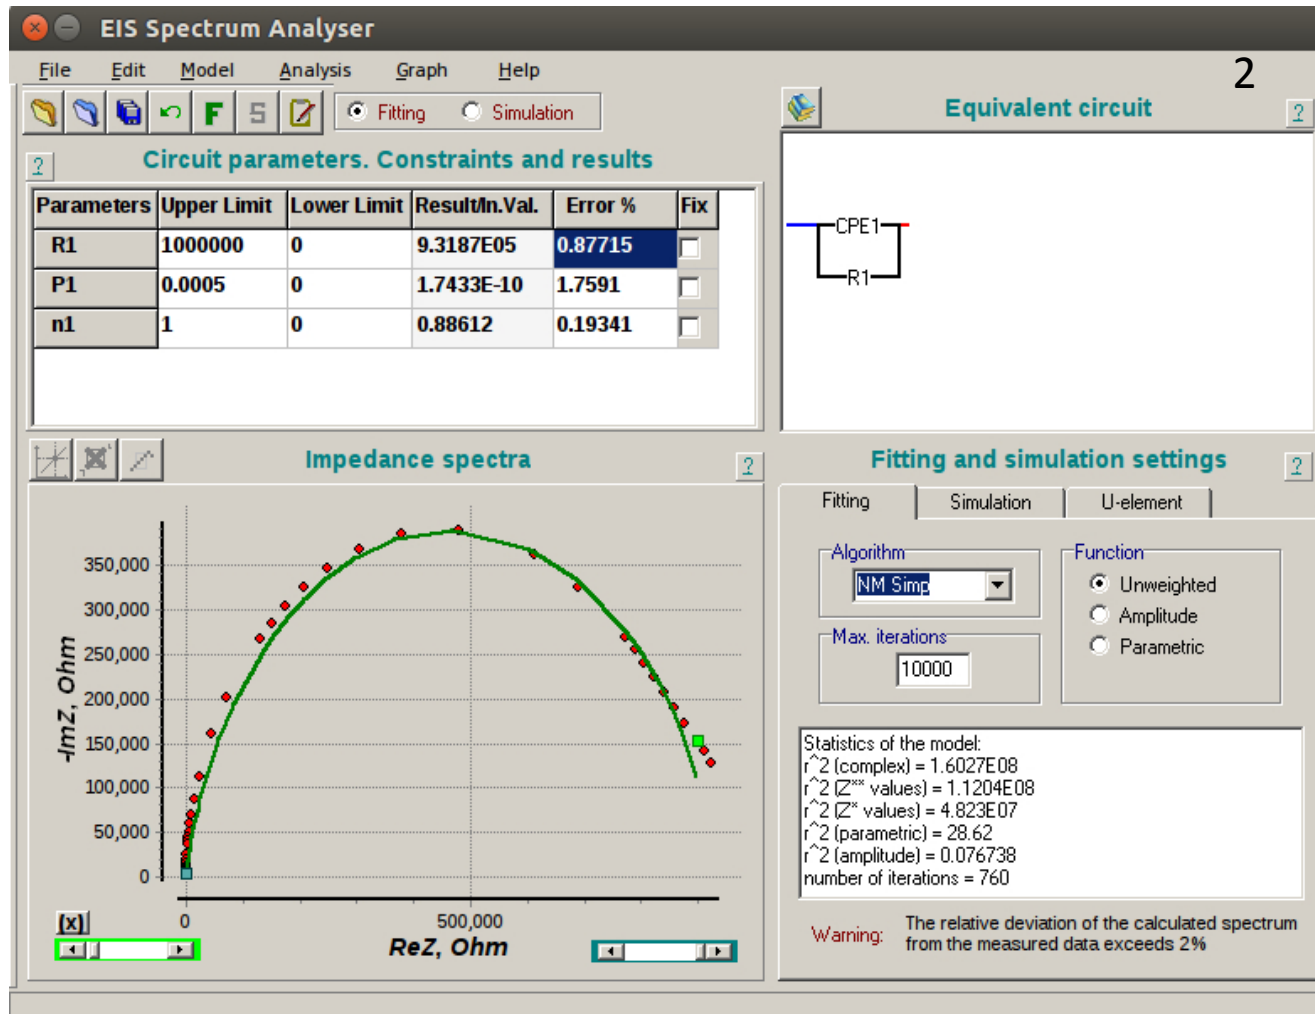 EIS Spectrum Analyser
File Edit Model Analysis Graph Help
2
F S Fitting Simulation
Equivalent circuit ?
? Circuit parameters. Constraints and results
Parameters Upper Limit Lower Limit Result/In.Val. Error % Fix
R1 1000000 0 9.3187E05 0.87715
P1 0.0005 0 1.7433E-10 1.7591
n1 1 0 0.88612 0.19341
CPE1
R1
Impedance spectra ?
-ImZ, Ohm
350,000
300,000
250,000
200,000
150,000
100,000
50,000
0
(x) 0 500,000
ReZ, Ohm
Fitting and simulation settings ?
Fitting Simulation U-element
Algorithm
NM Simp
Max. iterations
10000
Function
Unweighted
Amplitude
Parametric
Statistics of the model:
r^2 (complex) = 1.6027E08
r^2 (Z'' values) = 1.1204E08
r^2 (Z' values) = 4.823E07
r^2 (parametric) = 28.62
r^2 (amplitude) = 0.076738
number of iterations = 760
Warning: The relative deviation of the calculated spectrum
from the measured data exceeds 2%